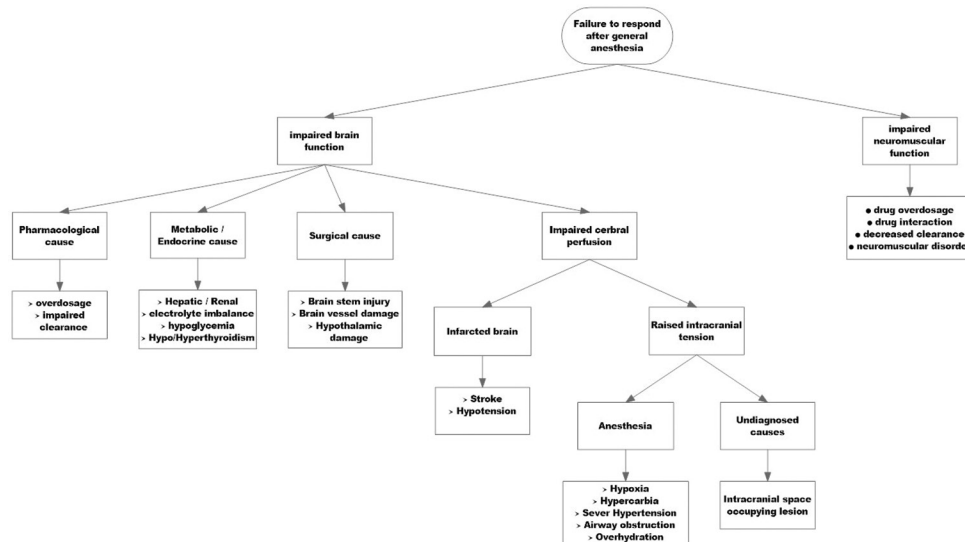 Failure to respond
after general
anesthesia
impaired brain
function
impaired
neuromuscular
function
Pharmacological
cause
Metabolic /
Endocrine cause
Surgical cause
Impaired cerbral
perfusion
● drug overdosage
● drug interaction
● decreased clearance
● neuromuscular disorde
➢ overdosage
➢ impaired
clearance
➢ Hepatic / Renal
➢ electrolyte imbalance
➢ hypoglycemia
➢ Hypo/Hyperthyroidism
➢ Brain stem injury
➢ Brain vessel damage
➢ Hypothalamic
damage
Infarcted brain
Raised intracranial
tension
➢ Stroke
➢ Hypotension
Anesthesia
Undiagnosed
causes
➢ Hypoxia
➢ Hypercarbia
➢ Sever Hypertension
➢ Airway obstruction
➢ Overhydration
Intracranial space
occupying lesion